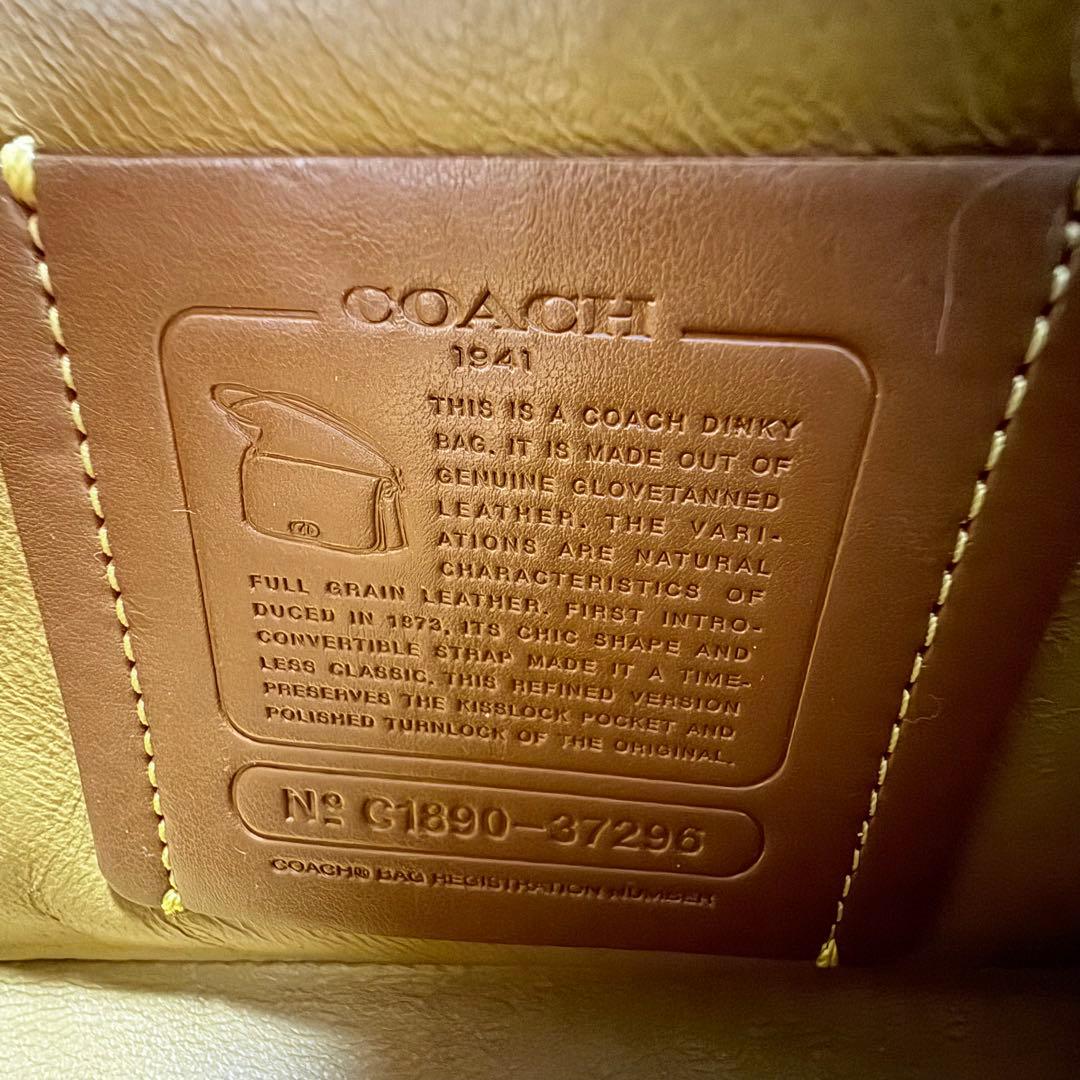 COACH
1941
THIS IS A COACH DINKY
BAG. IT IS MADE OUT OF
GENUINE GLOVETANNED
LEATHER. THE VARI-
ATIONS ARE NATURAL
CHARACTERISTICS OF
FULL GRAIN LEATHER. FIRST INTRO-
DUCED IN 1973, ITS CHIC SHAPE AND
CONVERTIBLE STRAP MADE IT A TIME-
LESS CLASSIC. THIS REFINED VERSION
PRESERVES THE KISSLOCK POCKET AND
POLISHED TURNLOCK OF THE ORIGINAL.
Nº C1890-37296
COACH® BAG REGISTRATION NUMBER